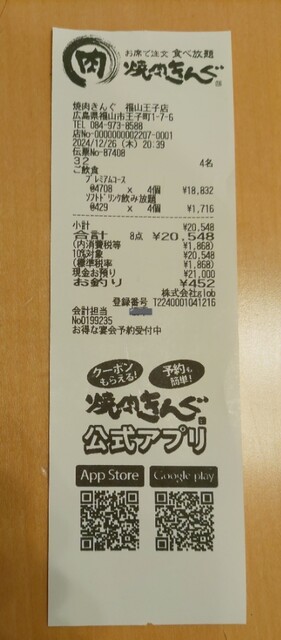 肉
お席で注文 食べ放題
焼肉きんぐ
焼肉きんぐ 福山王子店
広島県福山市王子町1-7-6
TEL 084-973-8588
店No-0000000002207-0001
2024/12/26 (木) 20:39
伝票No-87408
32 4名
ご飲食
プレミアムコース
@4708 × 4個 ¥18,832
ソフトドリンク飲み放題
@429 × 4個 ¥1,716
小計 ¥20,548
合計 8点 ¥20,548
(内消費税等 ¥1,868)
10%対象 ¥20,548
(標準税率 ¥1,868)
現金お預り ¥21,000
お釣り ¥452
株式会社glob
登録番号 T2240001041216
会計担当
No0199235
お得な宴会予約受付中
クーポンもらえる!
予約も簡単!
焼肉きんぐ
公式アプリ
App Store Google play